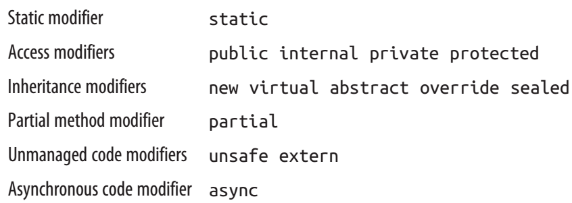 Static modifier static
Access modifiers public internal private protected
Inheritance modifiers new virtual abstract override sealed
Partial method modifier partial
Unmanaged code modifiers unsafe extern
Asynchronous code modifier async